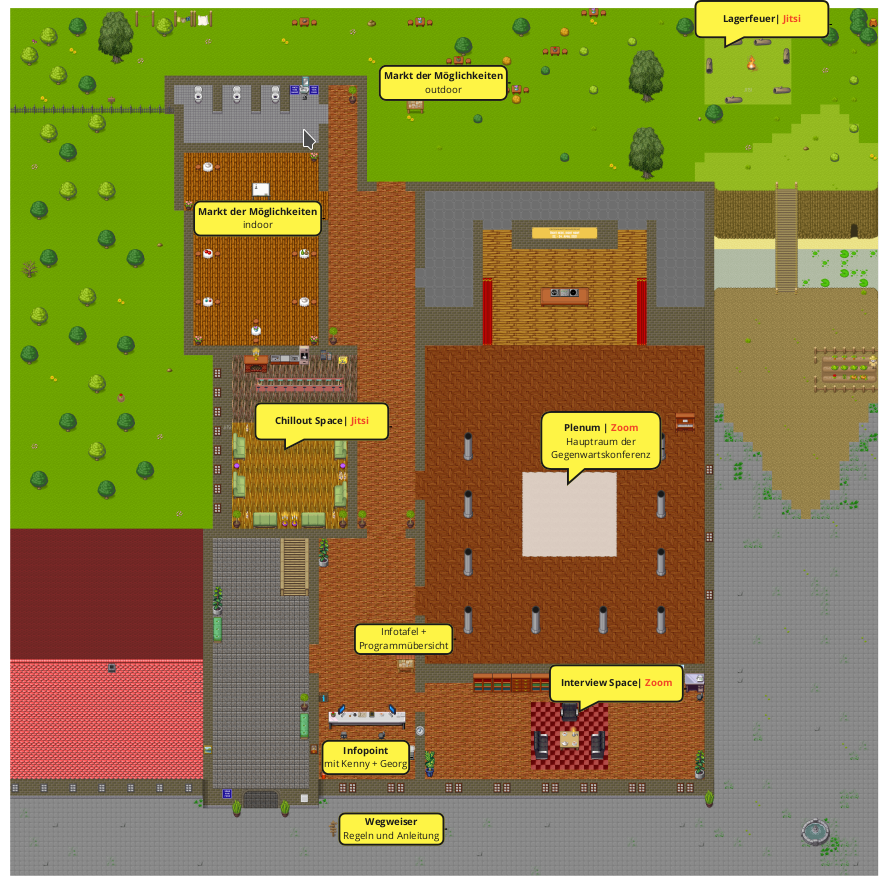 Lagerfeuer| Jitsi
Markt der Möglichkeiten
outdoor
Markt der Möglichkeiten
indoor
Chillout Space| Jitsi
Plenum | Zoom
Hauptraum der
Gegenwartskonferenz
Infotafel +
Programmübersicht
Interview Space| Zoom
Infopoint
mit Kenny + Georg
Wegweiser
Regeln und Anleitung